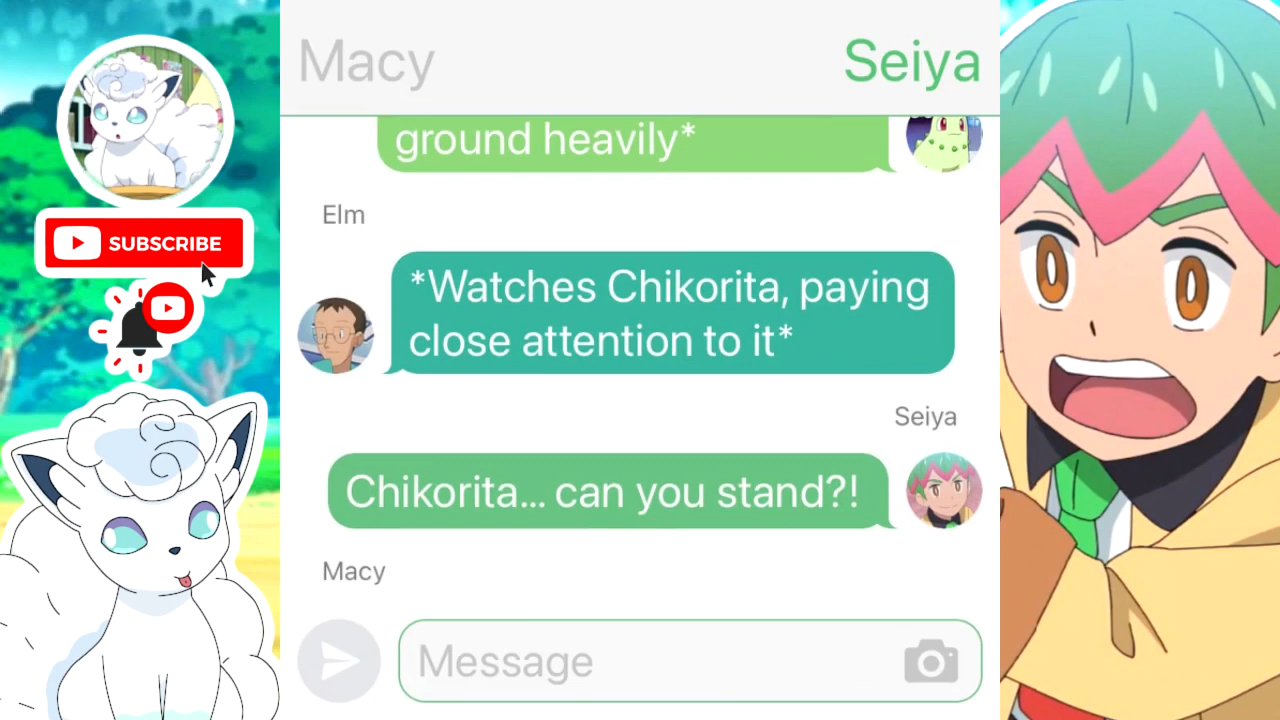 Macy
Seiya
ground heavily*
Elm
*Watches Chikorita, paying
close attention to it*
Seiya
Chikorita... can you stand?!
Macy
Message
SUBSCRIBE